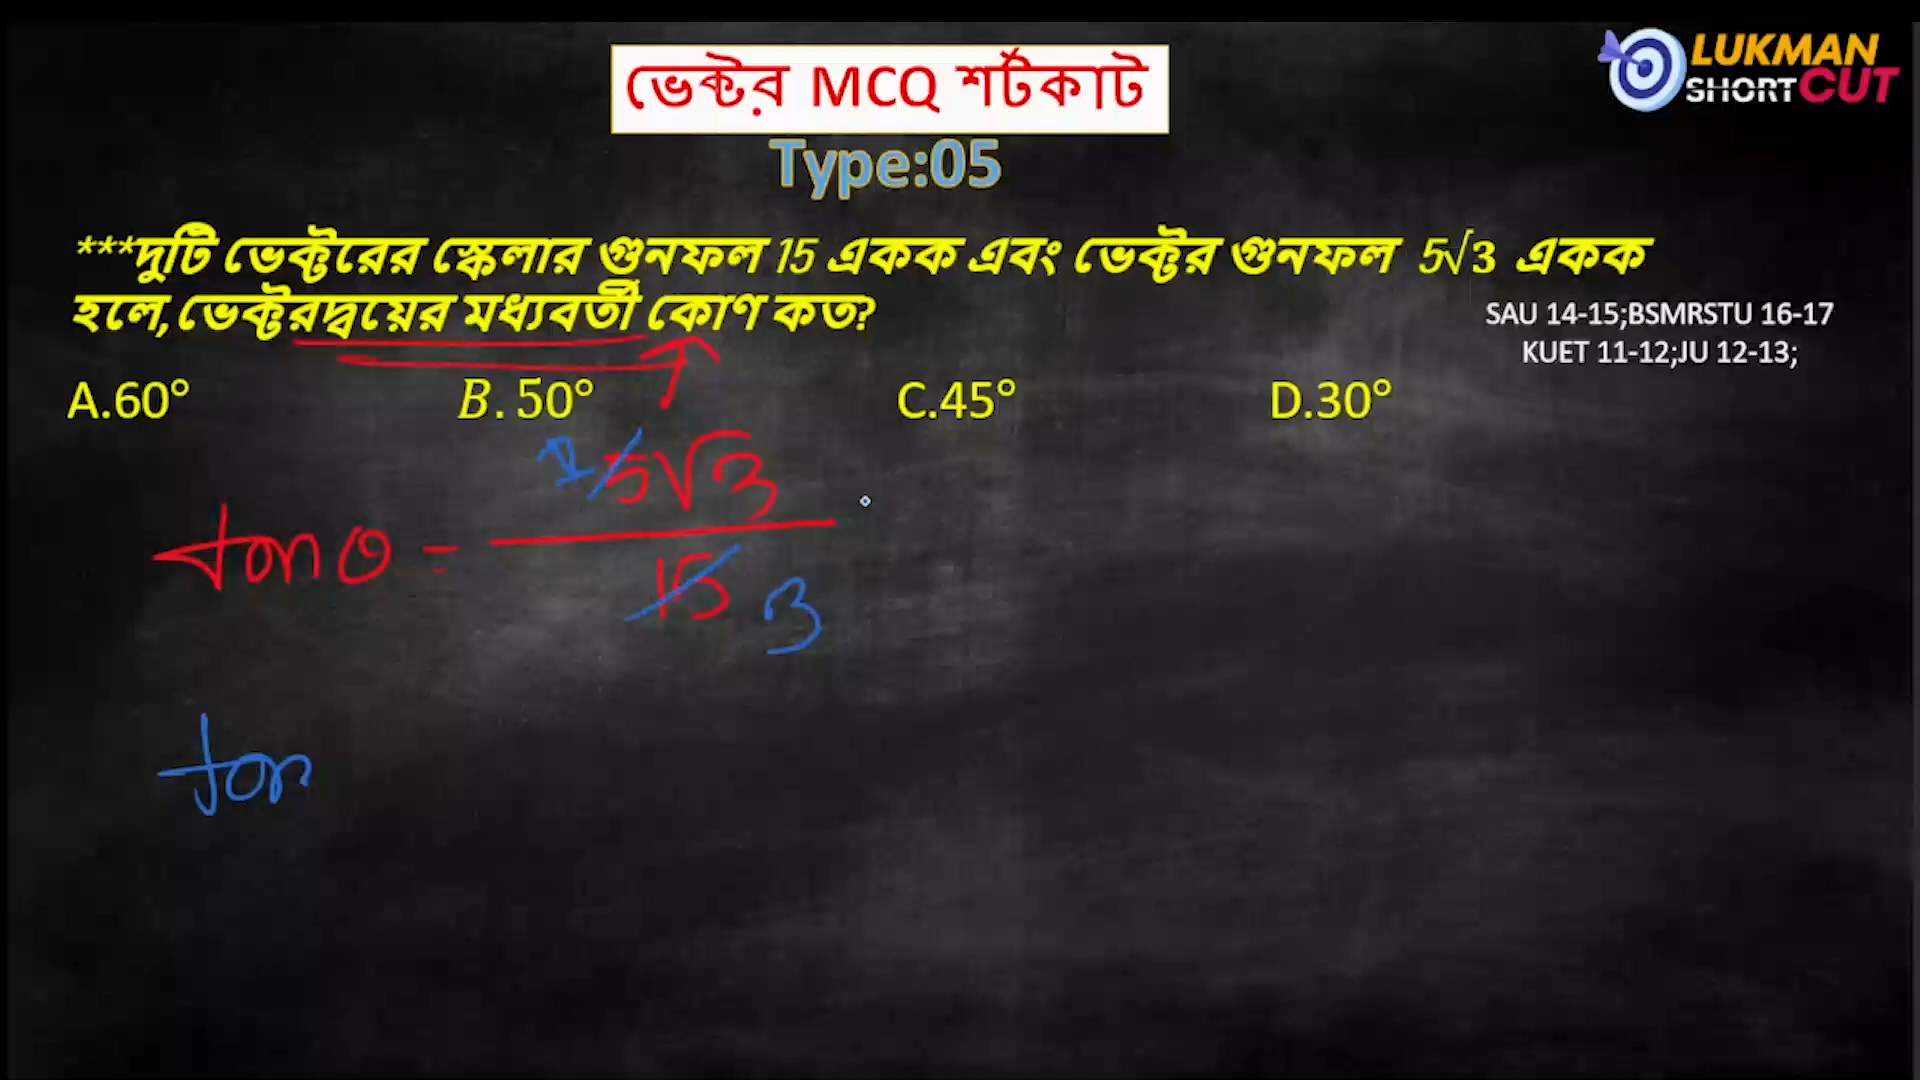 ভেক্টর MCQ শর্টকাট
LUKMAN
SHORTCUT
Type:05
***দুটি ভেক্টরের স্কেলার গুনফল 15 একক এবং ভেক্টর গুনফল 5√3 একক
হলে,ভেক্টরদ্বয়ের মধ্যবর্তী কোণ কত?
SAU 14-15;BSMRSTU 16-17
KUET 11-12;JU 12-13;
A.60° B. 50° C.45° D.30°
1 5√3
tan θ =
15 3
tan